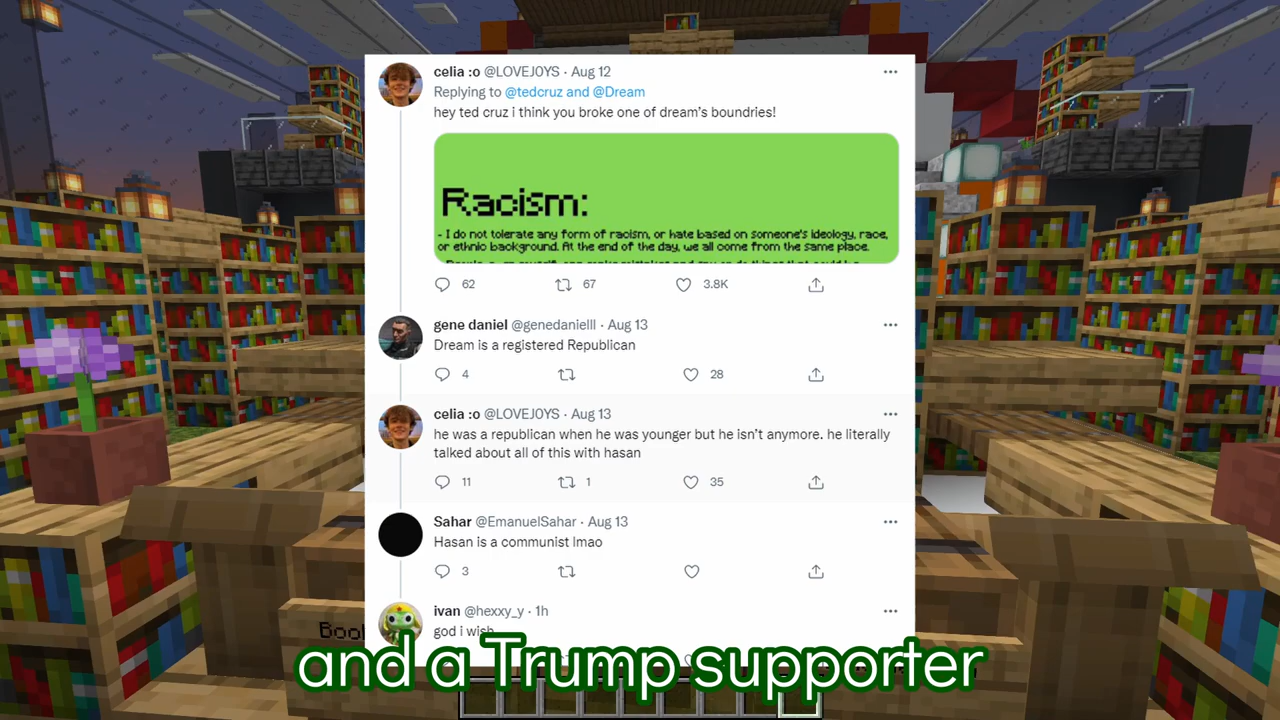 celia :o @LOVEJ0YS · Aug 12
Replying to @tedcruz and @Dream
hey ted cruz i think you broke one of dream's boundries!
Racism:
- I do not tolerate any form of racism, or hate based on someone's ideology, race,
or ethnic background. At the end of the day, we all come from the same place.
62 67 3.8K
gene daniel @genedanielll · Aug 13
Dream is a registered Republican
4 28
celia :o @LOVEJ0YS · Aug 13
he was a republican when he was younger but he isn't anymore. he literally
talked about all of this with hasan
11 1 35
Sahar @EmanuelSahar · Aug 13
Hasan is a communist lmao
3
ivan @hexxy_y · 1h
god i wish
Boo
and a Trump supporter